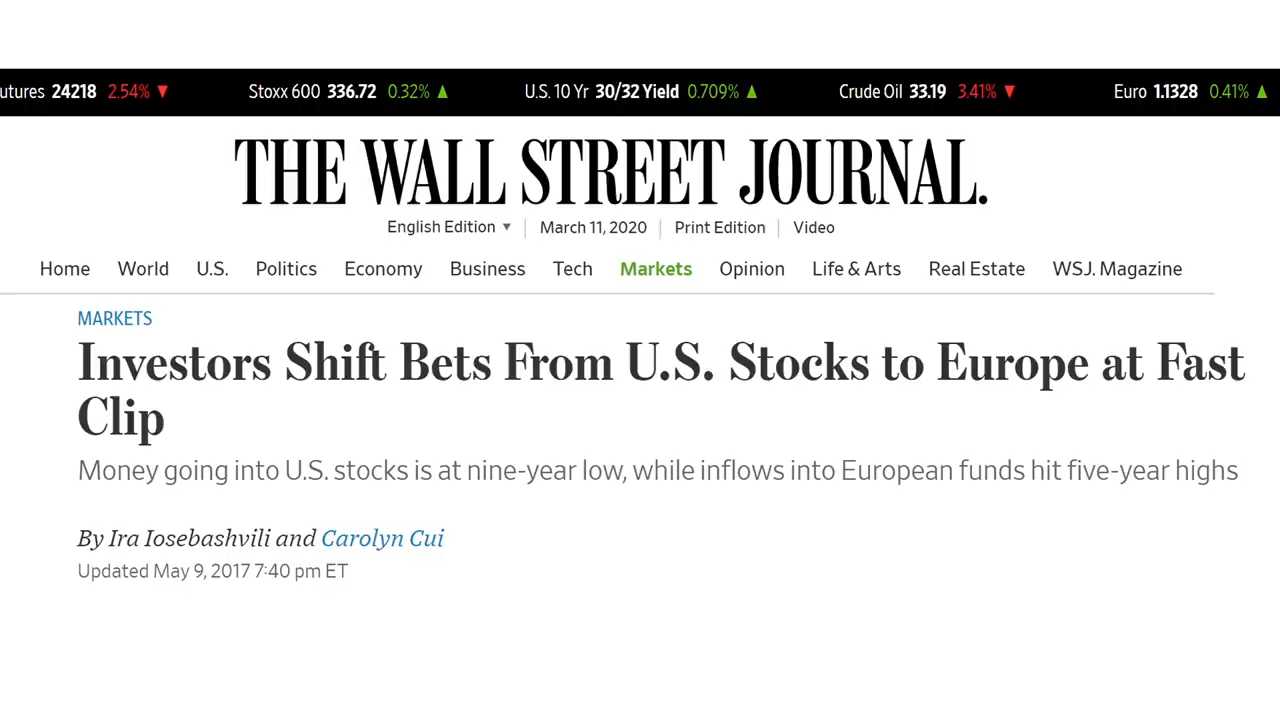 utures 24218 2.54% ▼ Stoxx 600 336.72 0.32% ▲ U.S. 10 Yr 30/32 Yield 0.709% ▲ Crude Oil 33.19 3.41% ▼ Euro 1.1328 0.41% ▲
THE WALL STREET JOURNAL.
English Edition ▼ | March 11, 2020 | Print Edition | Video
Home World U.S. Politics Economy Business Tech Markets Opinion Life & Arts Real Estate WSJ. Magazine
MARKETS
Investors Shift Bets From U.S. Stocks to Europe at Fast
Clip
Money going into U.S. stocks is at nine-year low, while inflows into European funds hit five-year highs
By Ira Iosebashvili and Carolyn Cui
Updated May 9, 2017 7:40 pm ET